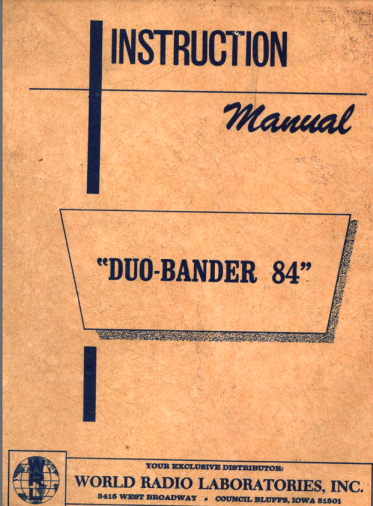 INSTRUCTION
Manual
"DUO-BANDER 84"
WRL
YOUR EXCLUSIVE DISTRIBUTOR:
WORLD RADIO LABORATORIES, INC.
3415 WEST BROADWAY • COUNCIL BLUFFS, IOWA 51501